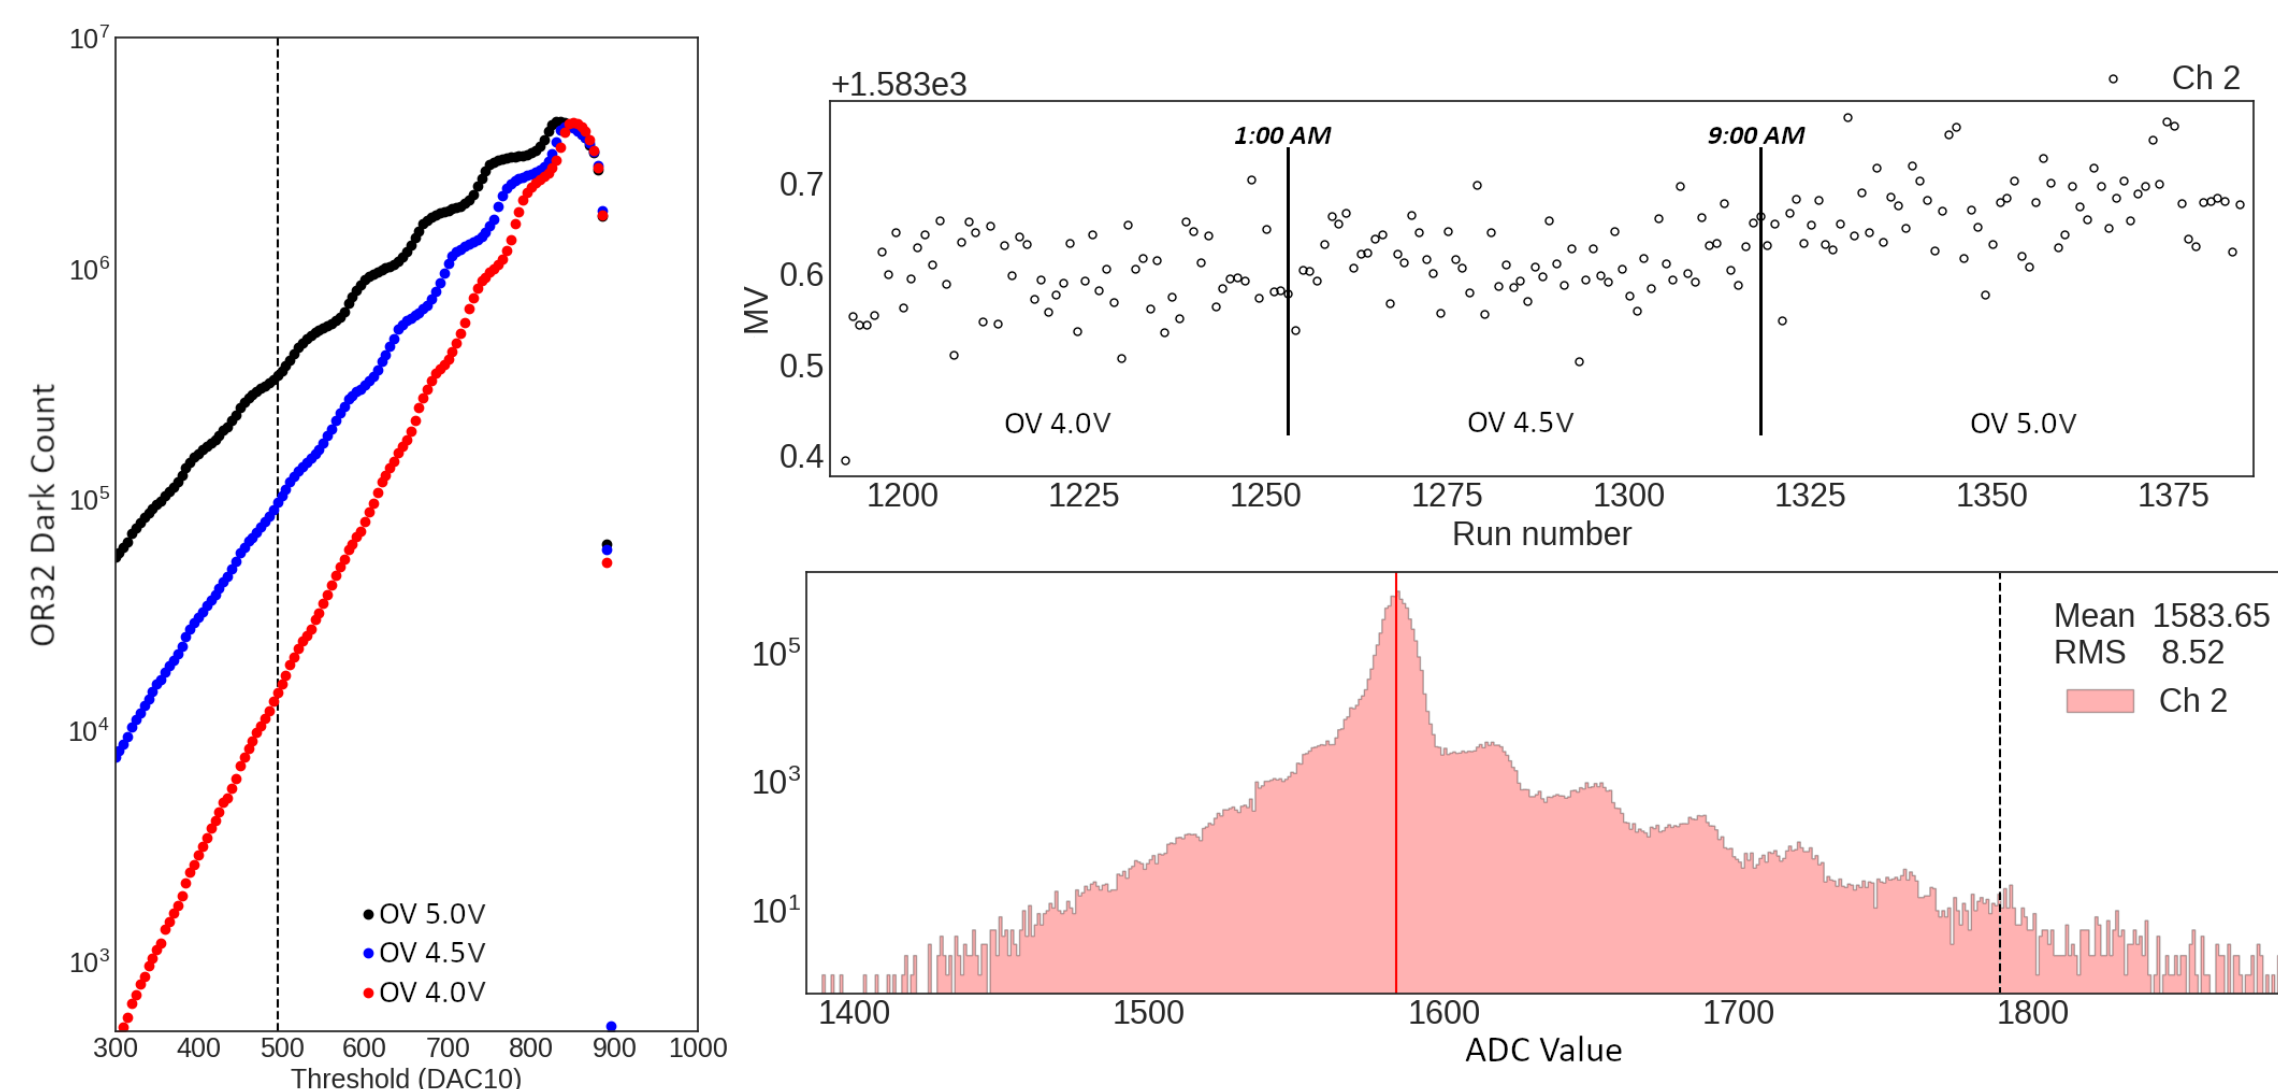 10^7
10^6
10^5
10^4
10^3
OR32 Dark Count
OV 5.0V
OV 4.5V
OV 4.0V
300 400 500 600 700 800 900 1000
Threshold (DAC10)
+1.583e3
Ch 2
1:00 AM
9:00 AM
0.7
0.6
0.5
0.4
MV
OV 4.0V
OV 4.5V
OV 5.0V
1200 1225 1250 1275 1300 1325 1350 1375
Run number
10^5
10^3
10^1
Mean 1583.65
RMS 8.52
Ch 2
1400 1500 1600 1700 1800
ADC Value